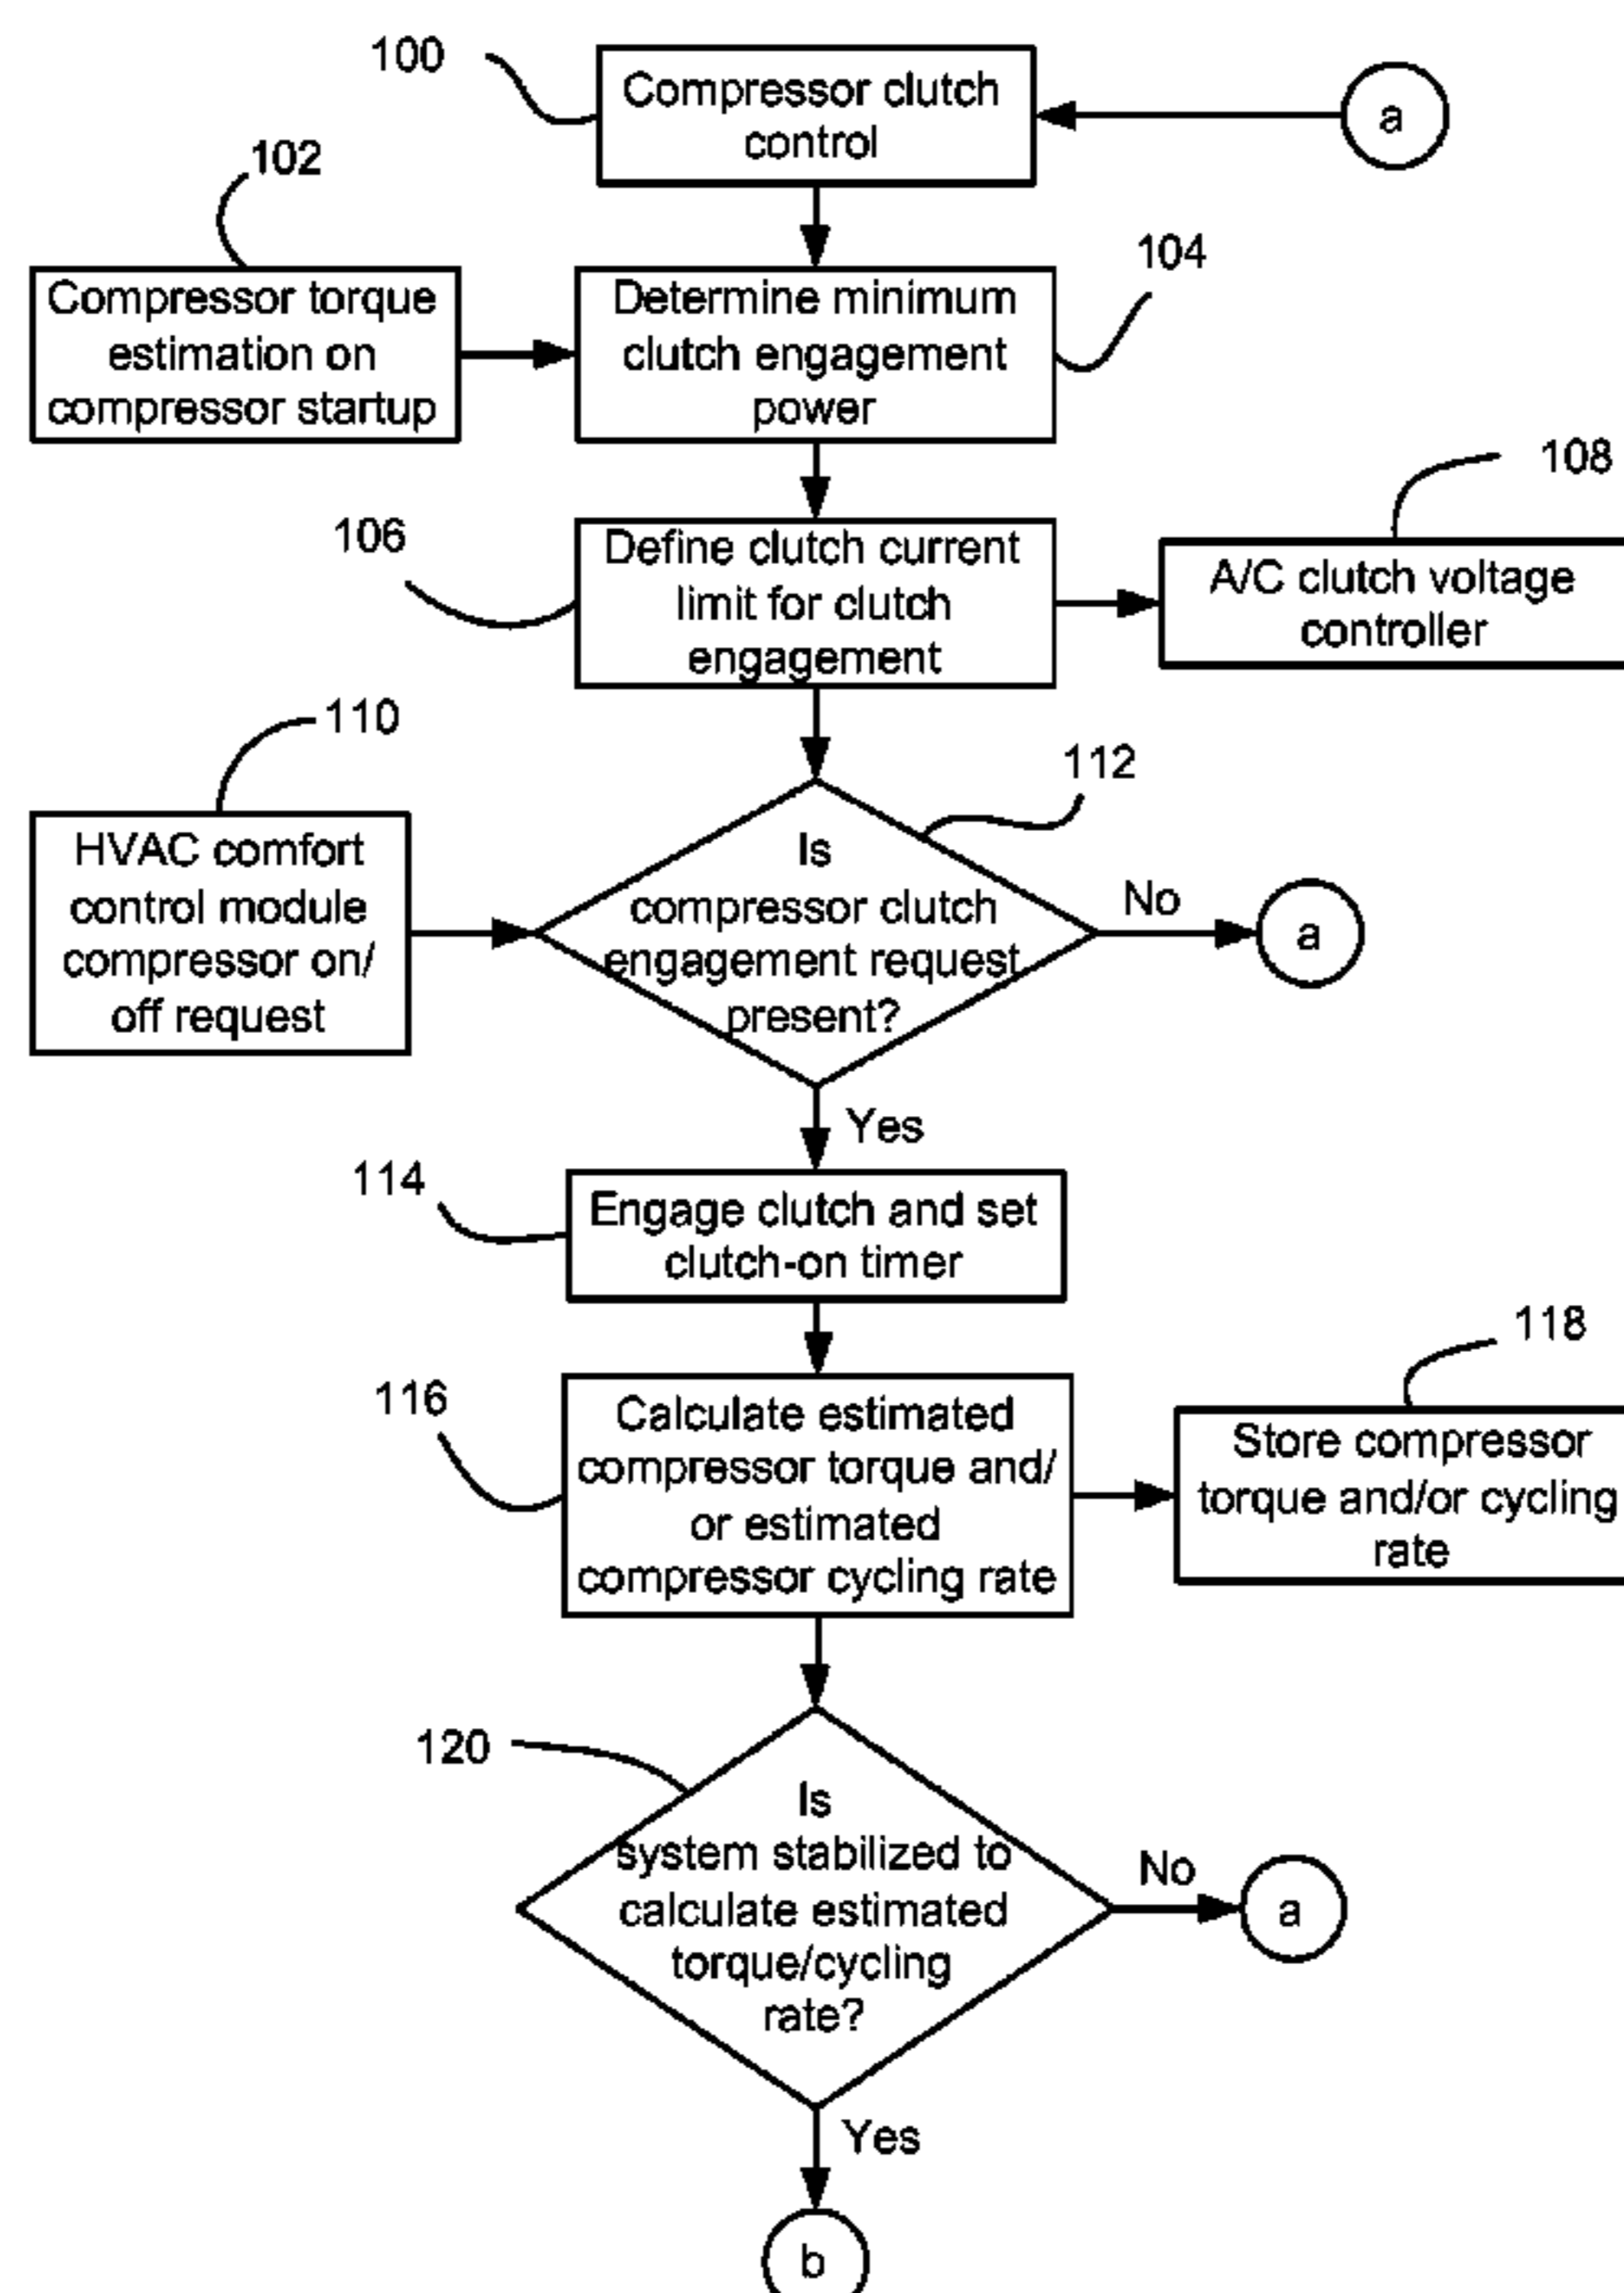 100
Compressor clutch
control
a
102
Compressor torque
estimation on
compressor startup
104
Determine minimum
clutch engagement
power
106
Define clutch current
limit for clutch
engagement
108
A/C clutch voltage
controller
110
HVAC comfort
control module
compressor on/
off request
112
Is
compressor clutch
engagement request
present?
No
a
Yes
114
Engage clutch and set
clutch-on timer
116
Calculate estimated
compressor torque and/
or estimated
compressor cycling rate
118
Store compressor
torque and/or cycling
rate
120
Is
system stabilized to
calculate estimated
torque/cycling
rate?
No
a
Yes
b